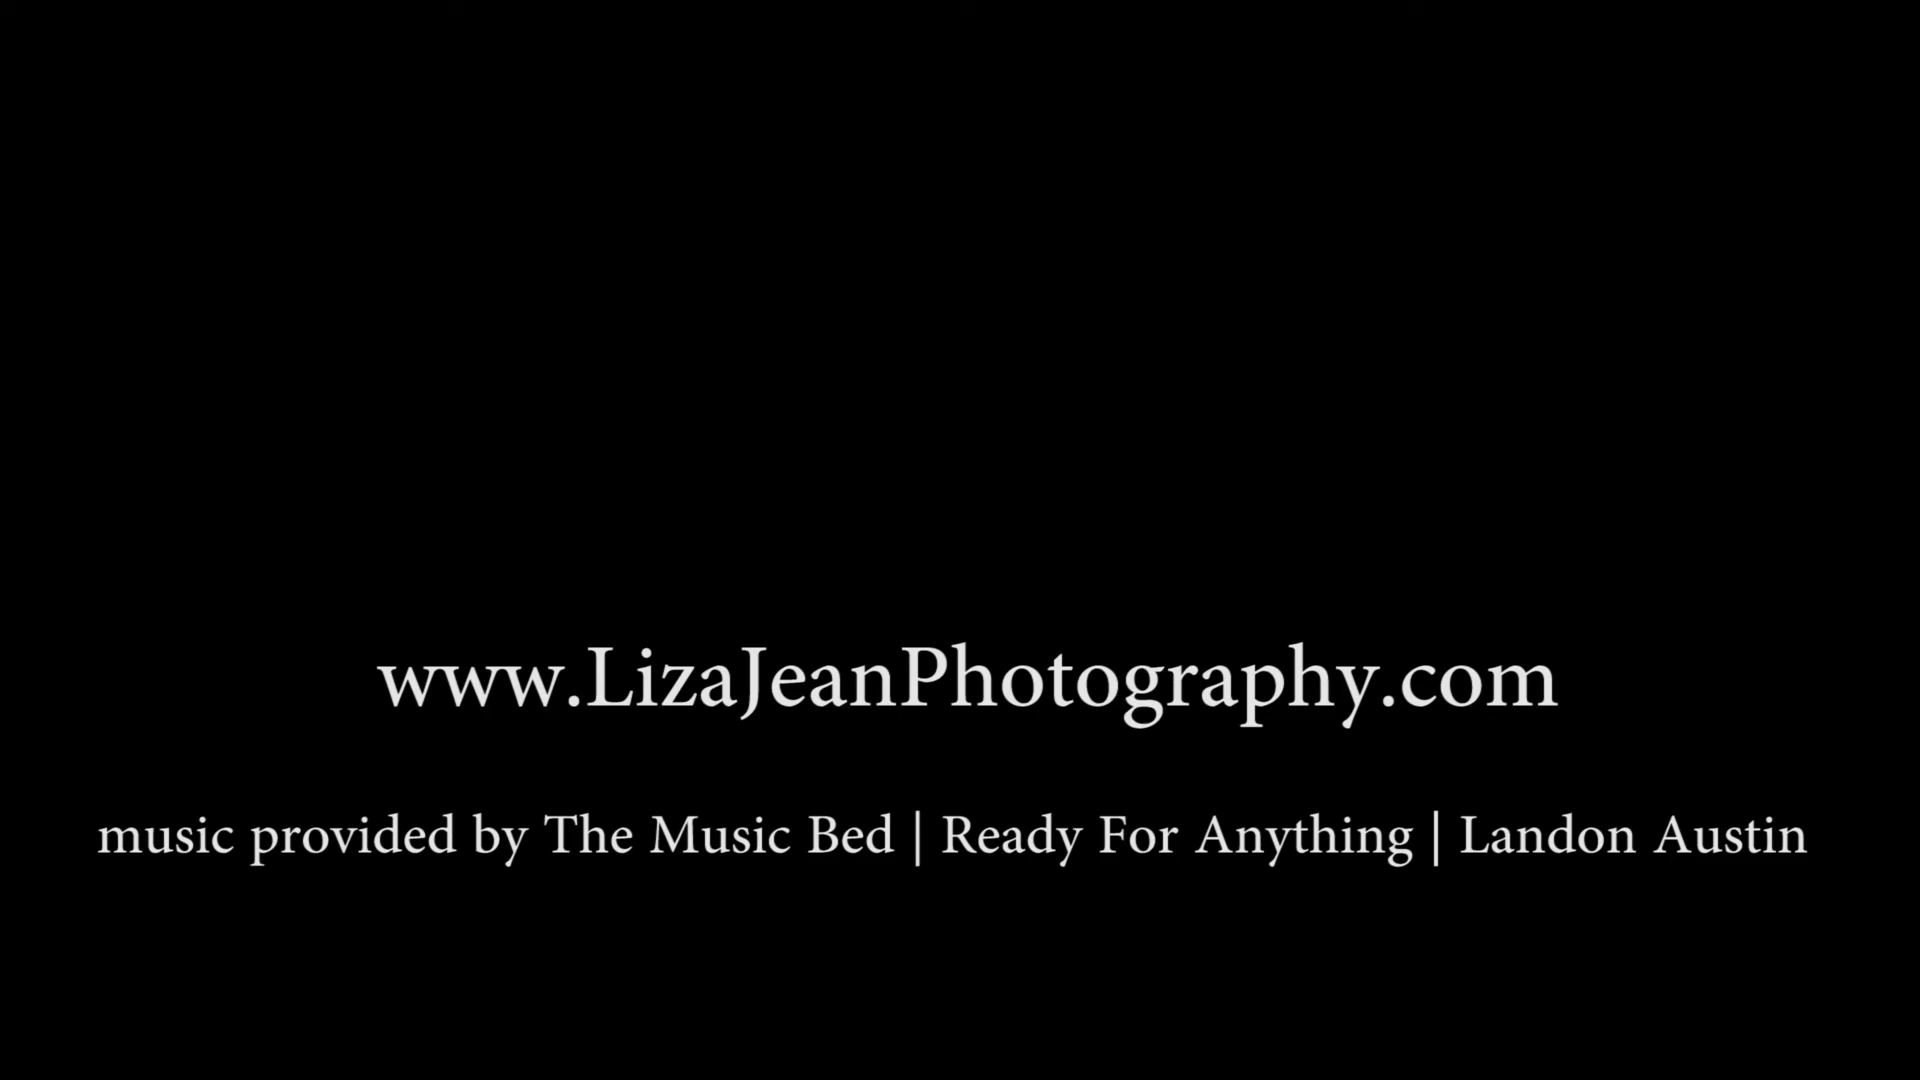 www.LizaJeanPhotography.com
music provided by The Music Bed | Ready For Anything | Landon Austin